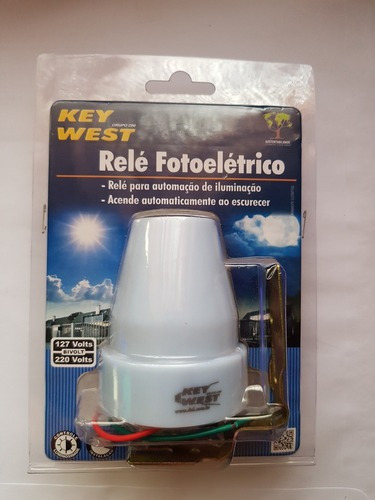 KEY
WEST
Relé Fotoelétrico
- Relé para automação de iluminação
- Acende automaticamente ao escurecer
127 Volts
BIVOLT
220 Volts
KEY
WEST